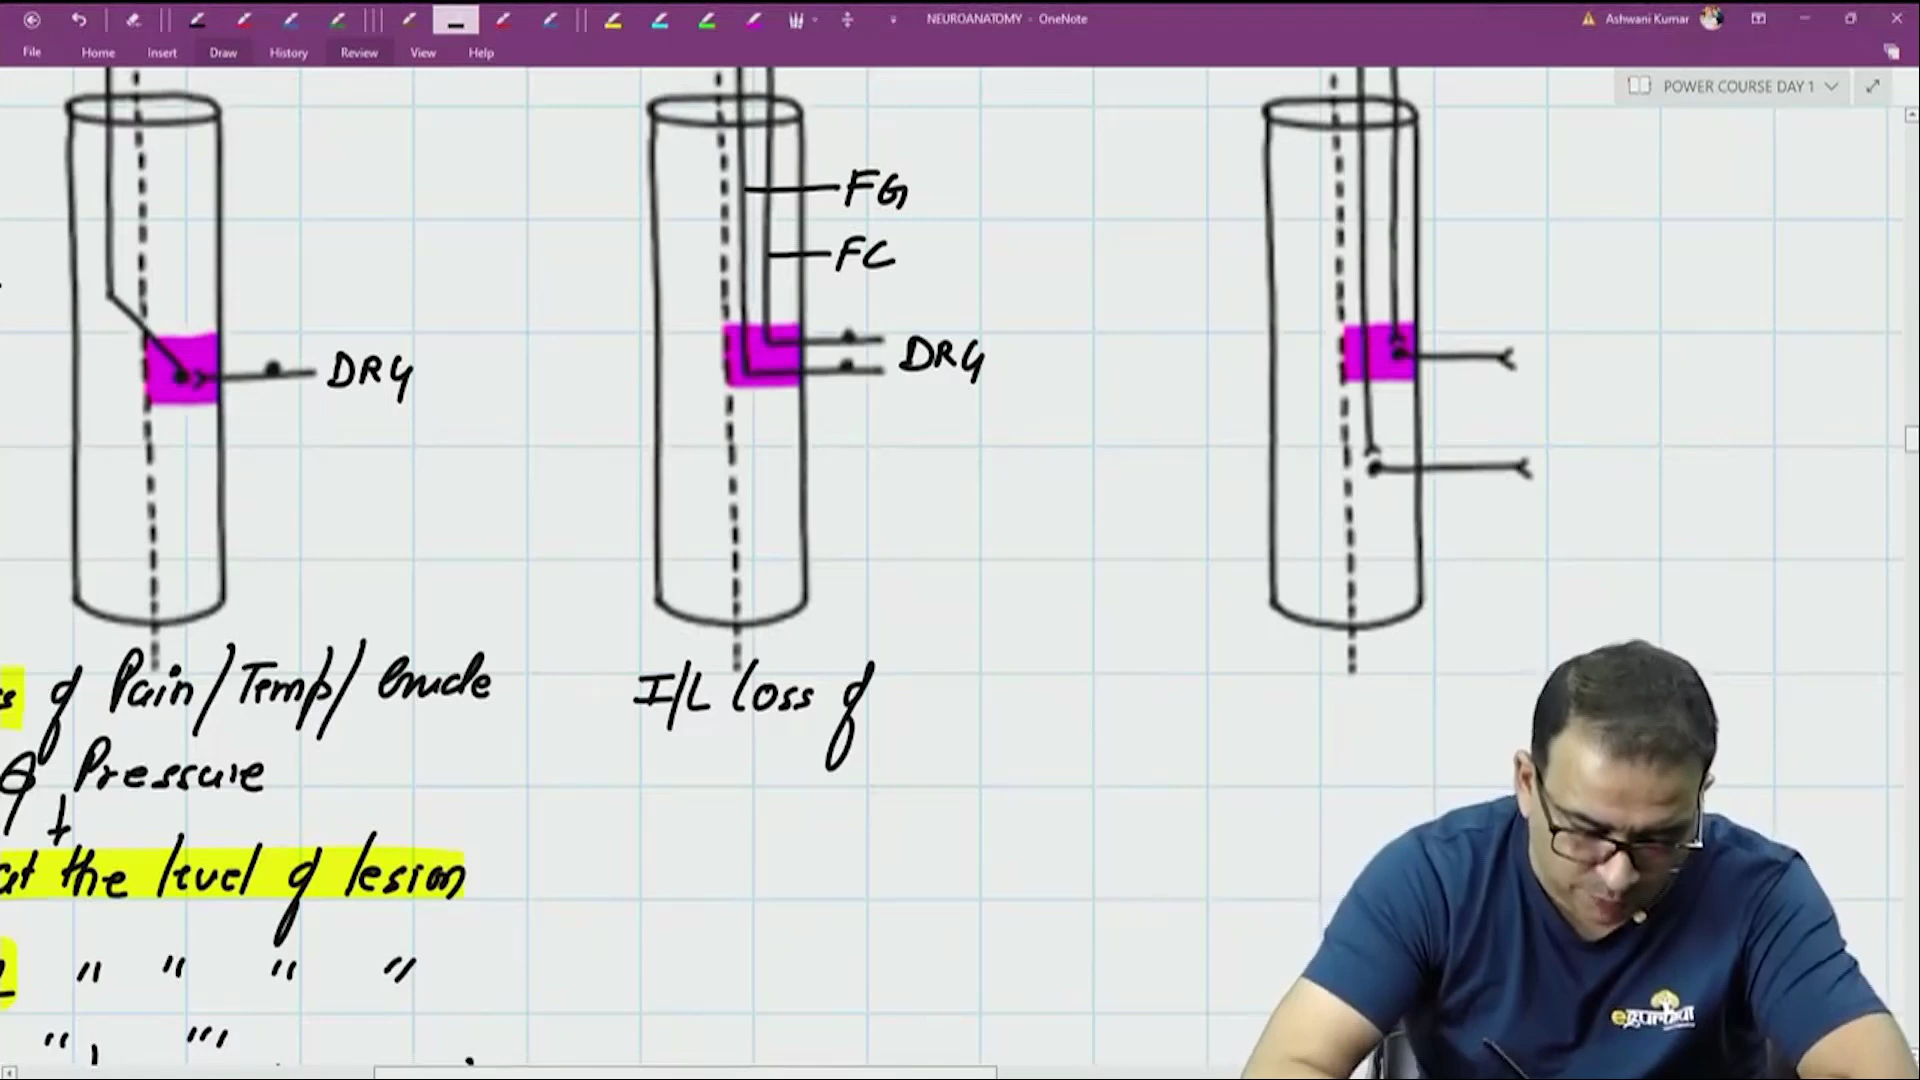 NEUROANATOMY - OneNote
Ashwani Kumar
File Home Insert Draw History Review View Help
POWER COURSE DAY 1
FG
FC
DRG
DRG
of Pain/Temp/Crude
Pressure
at the level of lesion
" " " "
" "'
I/L loss of
egurukul